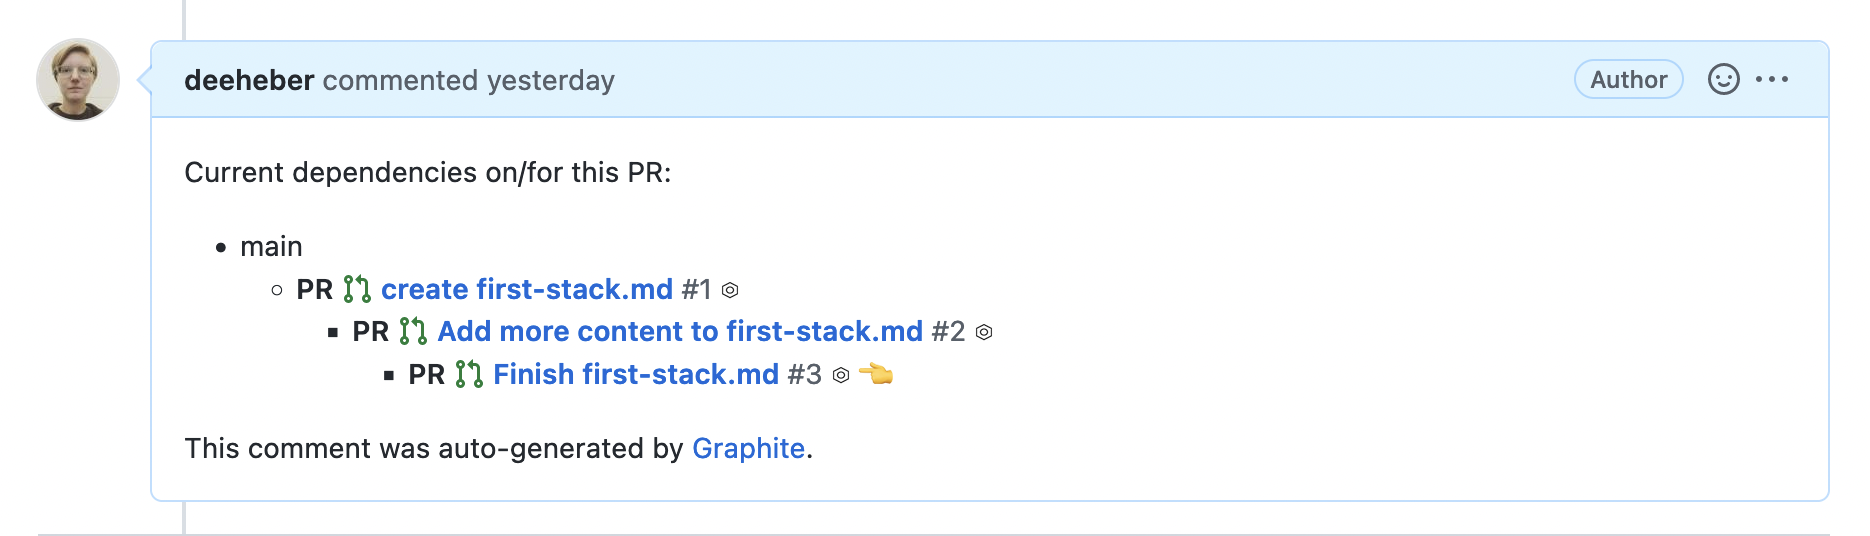 deeheber commented yesterday Author
Current dependencies on/for this PR:
main
PR create first-stack.md #1
PR Add more content to first-stack.md #2
PR Finish first-stack.md #3 👈
This comment was auto-generated by Graphite.